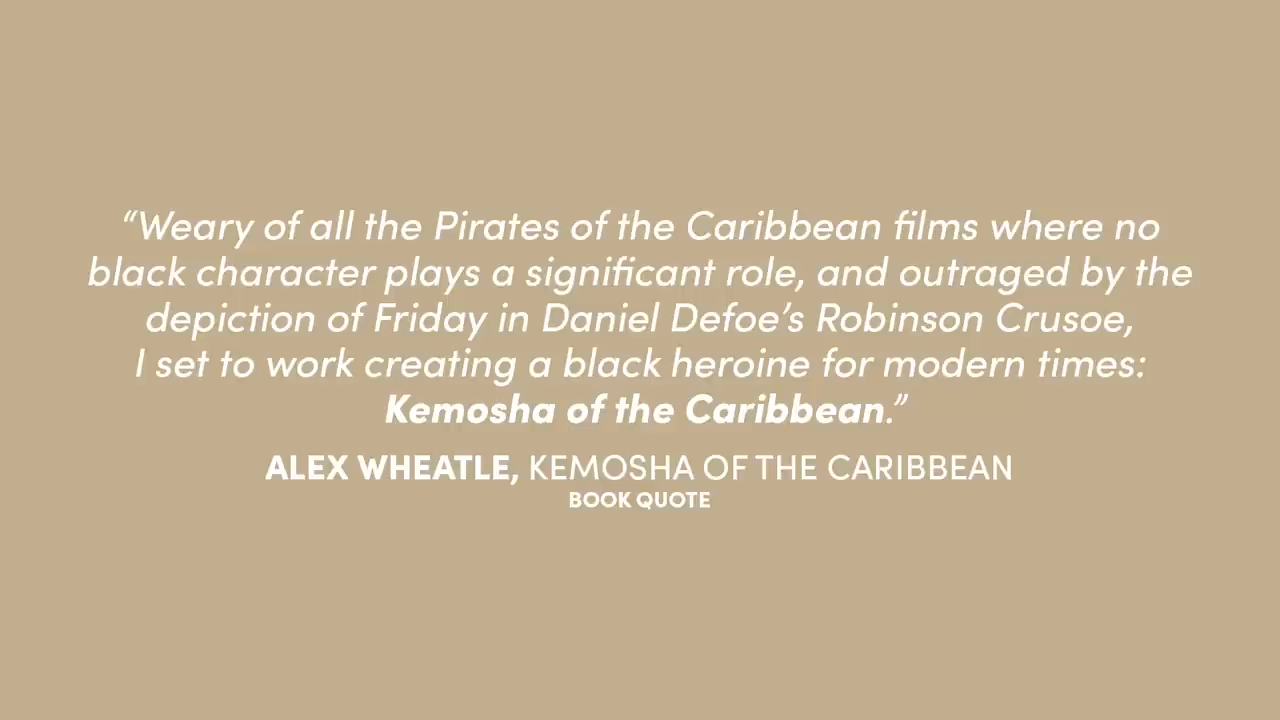 “Weary of all the Pirates of the Caribbean films where no
black character plays a significant role, and outraged by the
depiction of Friday in Daniel Defoe’s Robinson Crusoe,
I set to work creating a black heroine for modern times:
Kemosha of the Caribbean.”
ALEX WHEATLE, KEMOSHA OF THE CARIBBEAN
BOOK QUOTE